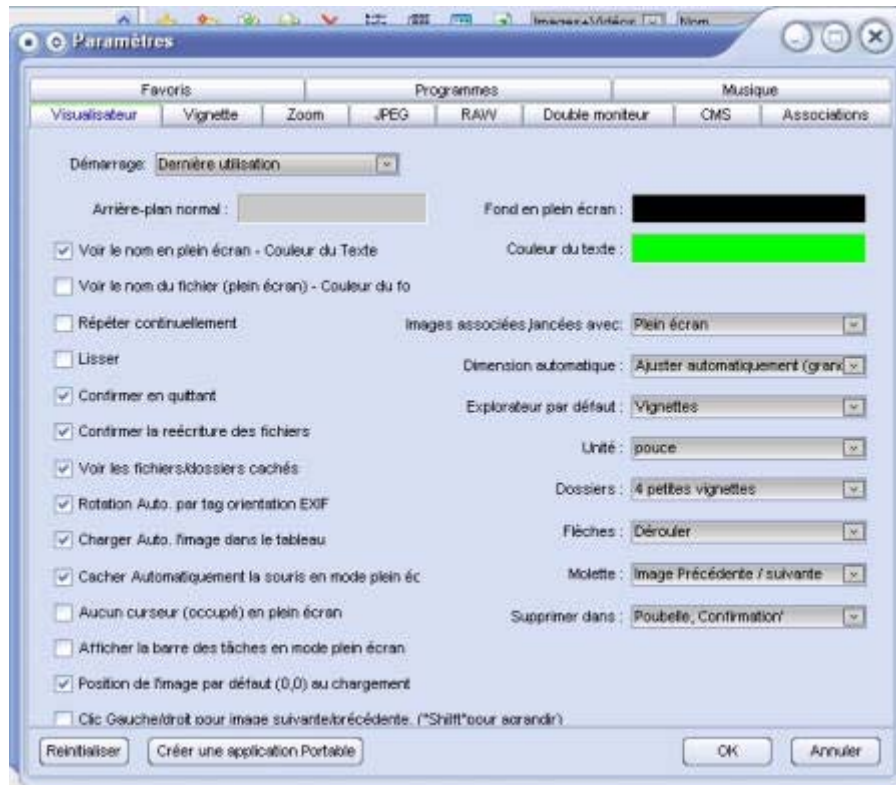 Images+Vidéos Nom
Paramètres
Favoris Programmes Musique
Visualisateur Vignette Zoom JPEG RAW Double moniteur CMS Associations
Démarrage: Dernière utilisation
Arrière-plan normal : Fond en plein écran :
Voir le nom en plein écran - Couleur du Texte Couleur du texte :
Voir le nom du fichier (plein écran) - Couleur du fo
Répéter continuellement Images associées,lancées avec: Plein écran
Lisser Dimension automatique : Ajuster automatiquement (grand
Confirmer en quittant Explorateur par défaut : Vignettes
Confirmer la reécriture des fichiers Unité : pouce
Voir les fichiers/dossiers cachés Dossiers : 4 petites vignettes
Rotation Auto. par tag orientation EXIF Flèches : Dérouler
Charger Auto. l'image dans le tableau Molette : Image Précédente / suivante
Cacher Automatiquement la souris en mode plein éc
Aucun curseur (occupé) en plein écran Supprimer dans : Poubelle, Confirmation'
Afficher la barre des tâches en mode plein écran
Position de l'image par défaut (0,0) au chargement
Clic Gauche/droit pour image suivante/précédente. ("Shilft"pour agrandir)
Reinitialiser Créer une application Portable OK Annuler